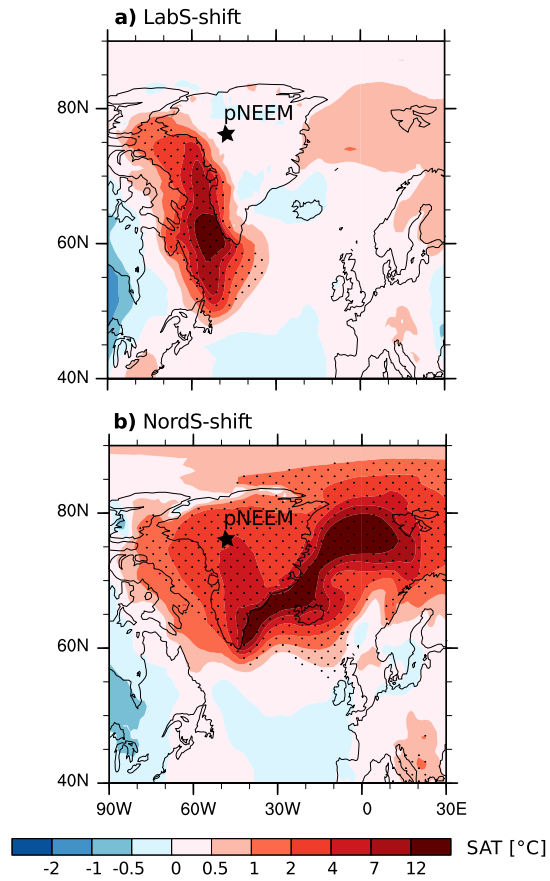 a) LabS-shift
80N
pNEEM
60N
40N
b) NordS-shift
80N
pNEEM
60N
40N
90W 60W 30W 0 30E
SAT [°C]
-2 -1 -0.5 0 0.5 1 2 4 7 12